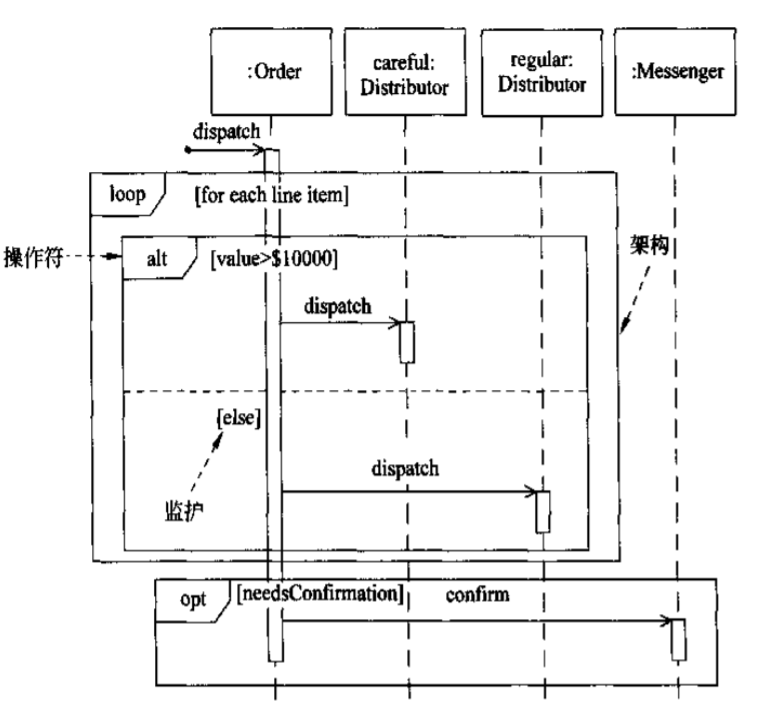 :Order
careful:
Distributor
regular:
Distributor
:Messenger
dispatch
loop
[for each line item]
操作符
alt
[value>$10000]
架构
dispatch
[else]
dispatch
监护
opt
[needsConfirmation]
confirm